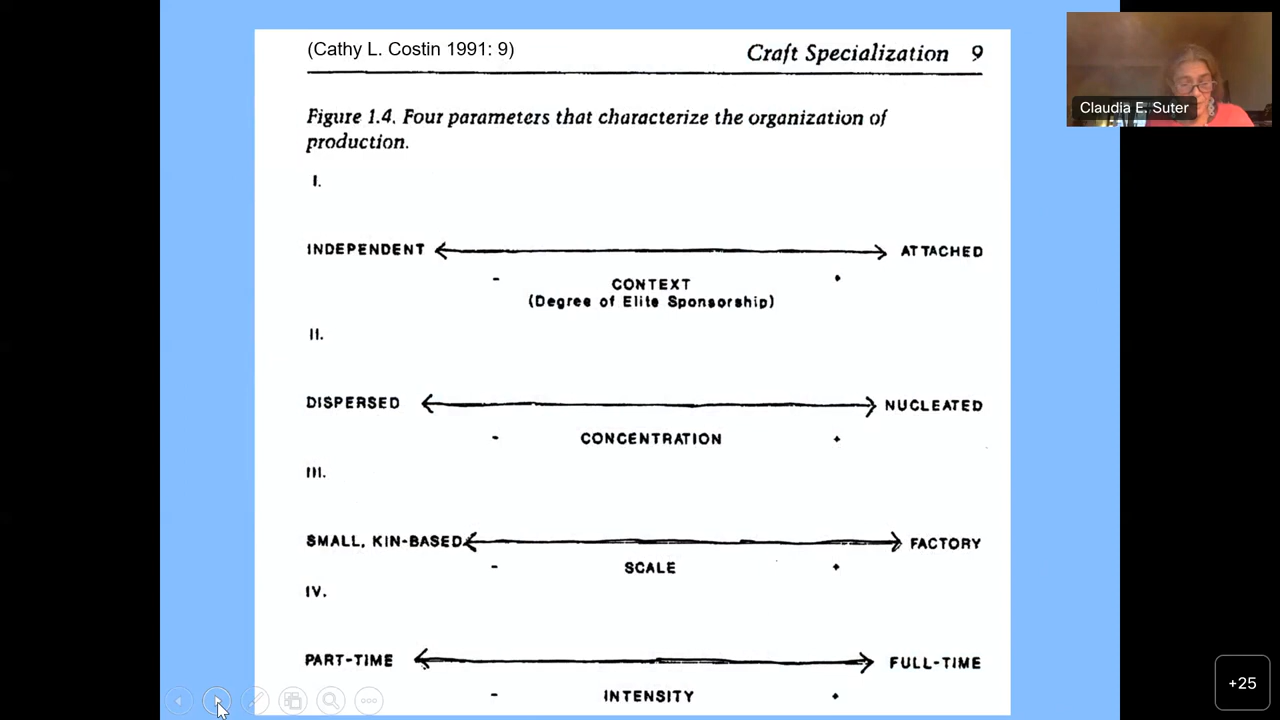 (Cathy L. Costin 1991: 9)
Craft Specialization 9
Claudia E. Suter
Figure 1.4. Four parameters that characterize the organization of
production.
I.
INDEPENDENT
ATTACHED
- +
CONTEXT
(Degree of Elite Sponsorship)
II.
DISPERSED
NUCLEATED
- CONCENTRATION +
III.
SMALL, KIN-BASED
FACTORY
- SCALE +
IV.
PART-TIME
FULL-TIME
- INTENSITY +
+25